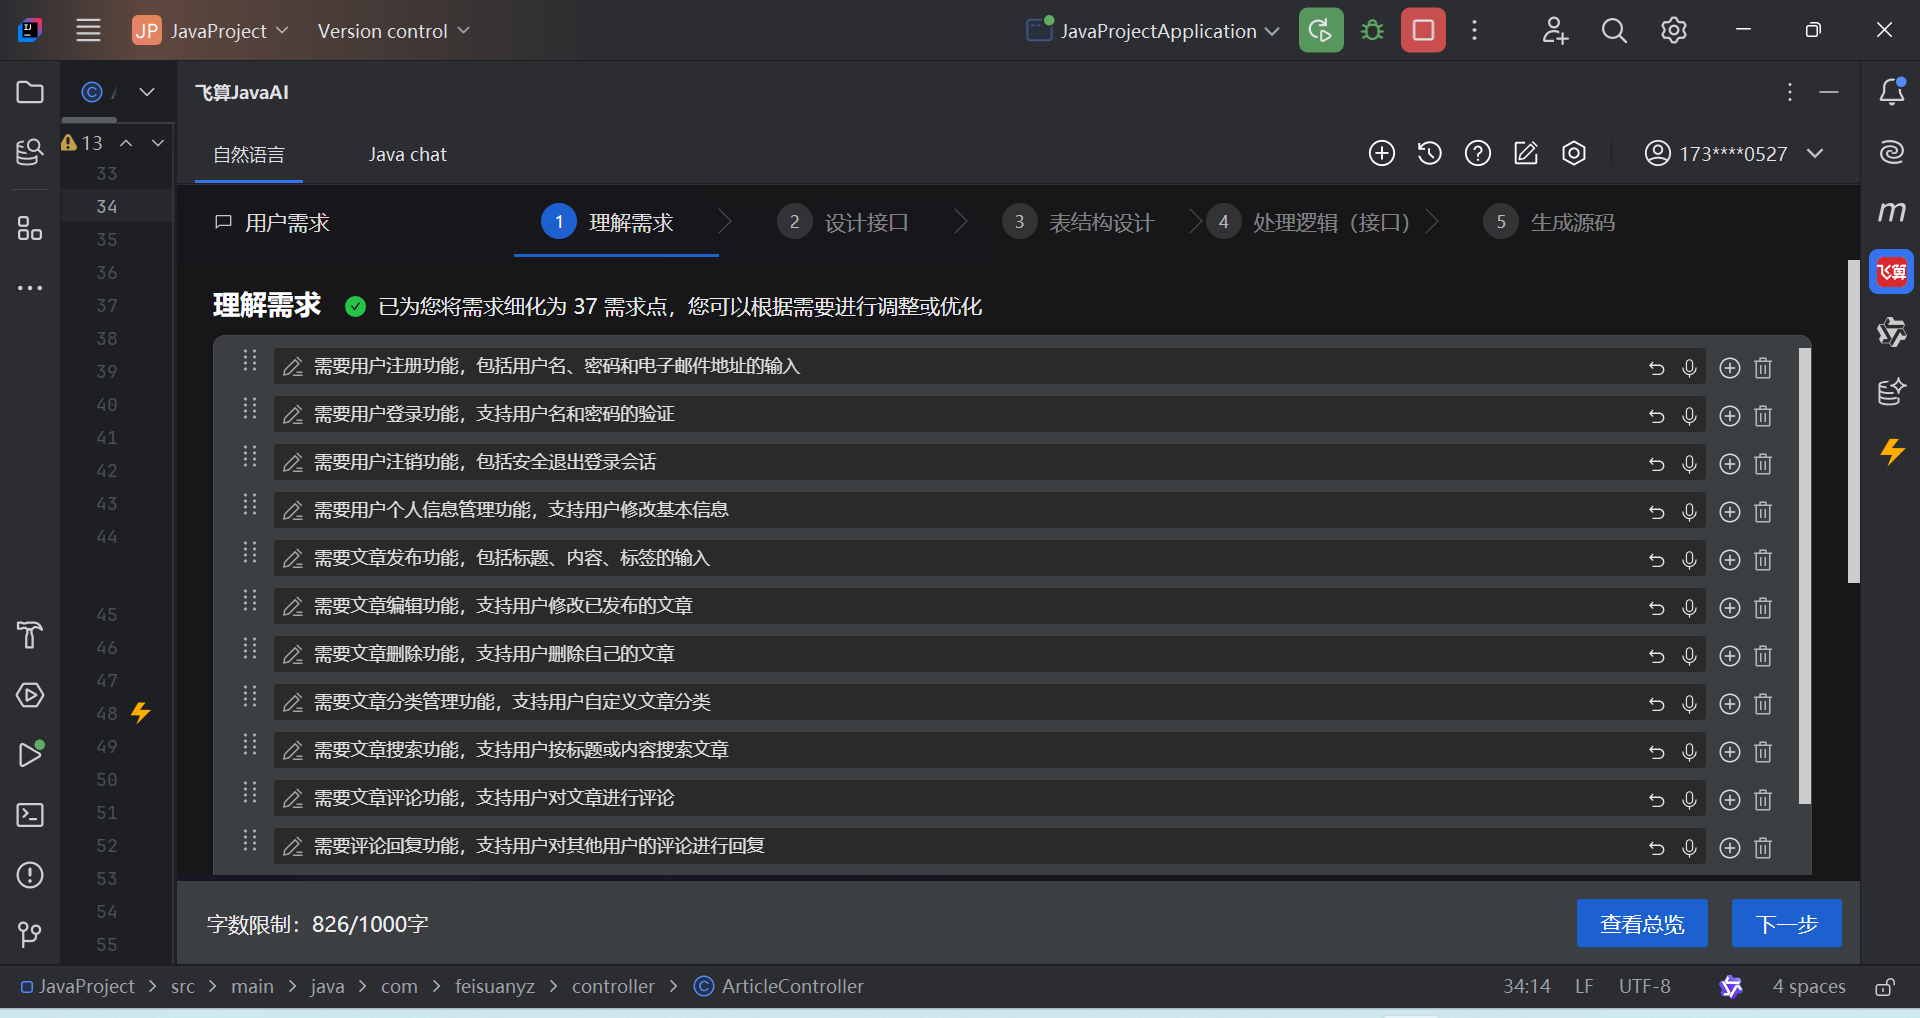 JP JavaProject Version control JavaProjectApplication
飞算JavaAI
13
自然语言 Java chat 173****0527
用户需求 1 理解需求 2 设计接口 3 表结构设计 4 处理逻辑（接口） 5 生成源码
理解需求 已为您将需求细化为 37 需求点，您可以根据需要进行调整或优化
需要用户注册功能，包括用户名、密码和电子邮件地址的输入
需要用户登录功能，支持用户名和密码的验证
需要用户注销功能，包括安全退出登录会话
需要用户个人信息管理功能，支持用户修改基本信息
需要文章发布功能，包括标题、内容、标签的输入
需要文章编辑功能，支持用户修改已发布的文章
需要文章删除功能，支持用户删除自己的文章
需要文章分类管理功能，支持用户自定义文章分类
需要文章搜索功能，支持用户按标题或内容搜索文章
需要文章评论功能，支持用户对文章进行评论
需要评论回复功能，支持用户对其他用户的评论进行回复
33
34
35
36
37
38
39
40
41
42
43
44
45
46
47
48
49
50
51
52
53
54
55
m
飞算
字数限制：826/1000字 查看总览 下一步
JavaProject > src > main > java > com > feisuanyz > controller > ArticleController 34:14 LF UTF-8 4 spaces